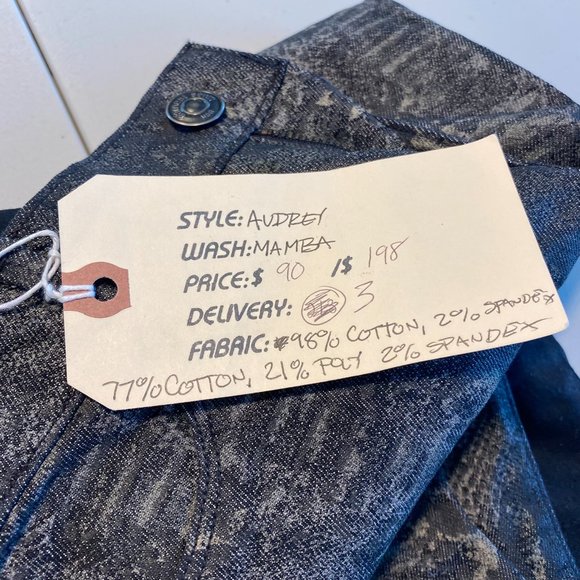 STYLE: AUDREY
WASH: MAMBA
PRICE: $ 90 /$ 198
DELIVERY: 3
FABRIC: 98% COTTON, 2% SPANDEX
77% COTTON, 21% POLY 2% SPANDEX